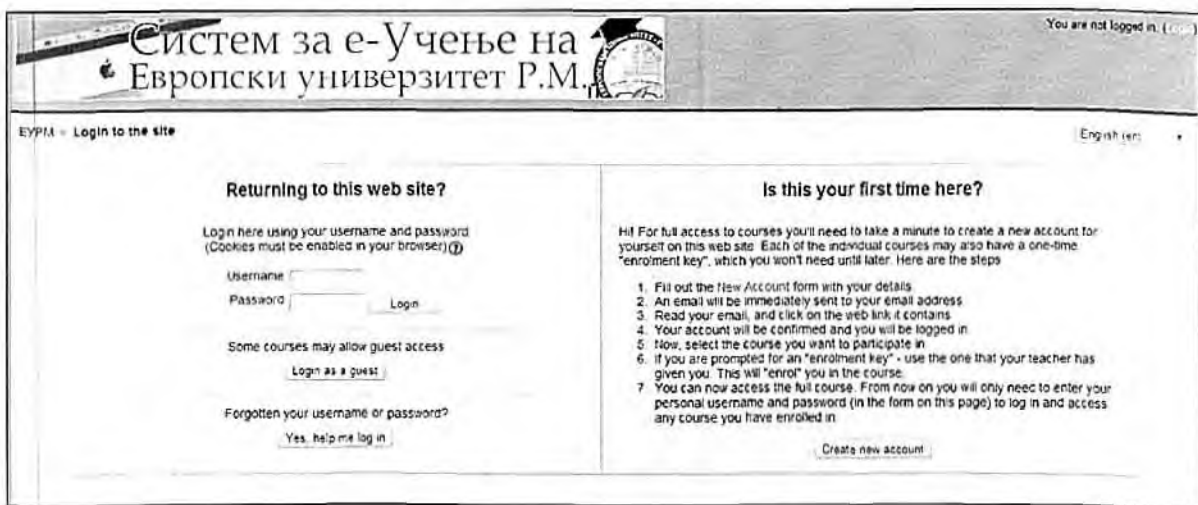 Систем за е-Учење на
Европски универзитет Р.М.
You are not logged in. (
ЕУРМ » Login to the site
English (en)
Returning to this web site?
Login here using your username and password
(Cookies must be enabled in your browser)
Username
Password
Login
Some courses may allow guest access
Login as a guest
Forgotten your username or password?
Yes, help me log in
Is this your first time here?
Hi! For full access to courses you'll need to take a minute to create a new account for
yourself on this web site. Each of the individual courses may also have a one-time
"enrolment key", which you won't need until later. Here are the steps
1. Fill out the New Account form with your details
2. An email will be immediately sent to your email address
3. Read your email, and click on the web link it contains
4. Your account will be confirmed and you will be logged in
5. Now, select the course you want to participate in
6. If you are prompted for an "enrolment key" - use the one that your teacher has
given you. This will "enrol" you in the course.
7. You can now access the full course. From now on you will only need to enter your
personal username and password (in the form on this page) to log in and access
any course you have enrolled in
Create new account